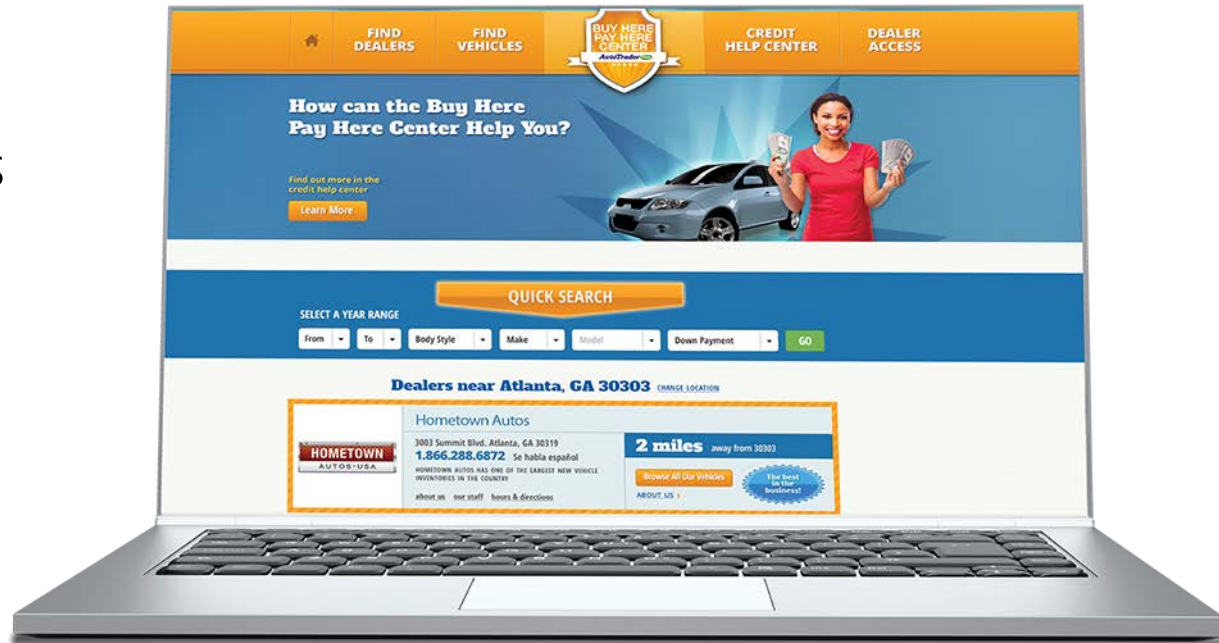 S
FIND
DEALERS
FIND
VEHICLES
BUY HERE
PAY HERE
CENTER
AutoTrader
CREDIT
HELP CENTER
DEALER
ACCESS
How can the Buy Here
Pay Here Center Help You?
Find out more in the
credit help center
Learn More
QUICK SEARCH
SELECT A YEAR RANGE
From
To
Body Style
Make
Model
Down Payment
GO
Dealers near Atlanta, GA 30303 CHANGE LOCATION
HOMETOWN
AUTOS•USA
Hometown Autos
3003 Summit Blvd. Atlanta, GA 30319
1.866.288.6872 Se habla español
HOMETOWN AUTOS HAS ONE OF THE LARGEST NEW VEHICLE
INVENTORIES IN THE COUNTRY
about us our staff hours & directions
2 miles away from 30303
Browse All Our Vehicles
ABOUT US ›
The best
in the
business!